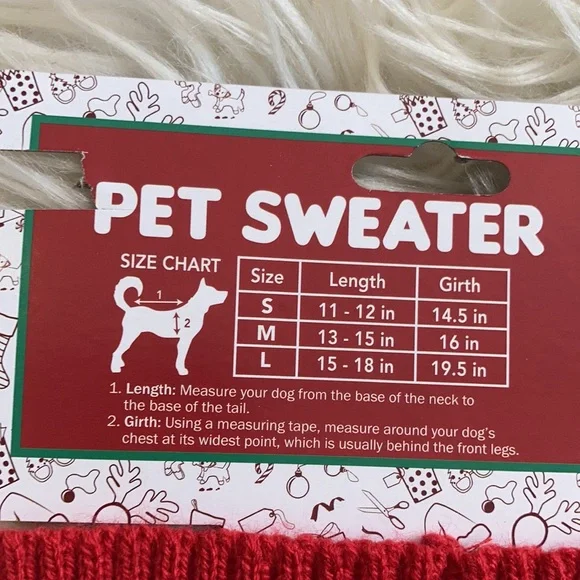 PET SWEATER
SIZE CHART
Size Length Girth
S 11 - 12 in 14.5 in
M 13 - 15 in 16 in
L 15 - 18 in 19.5 in
1
2
1. Length: Measure your dog from the base of the neck to
the base of the tail.
2. Girth: Using a measuring tape, measure around your dog's
chest at its widest point, which is usually behind the front legs.